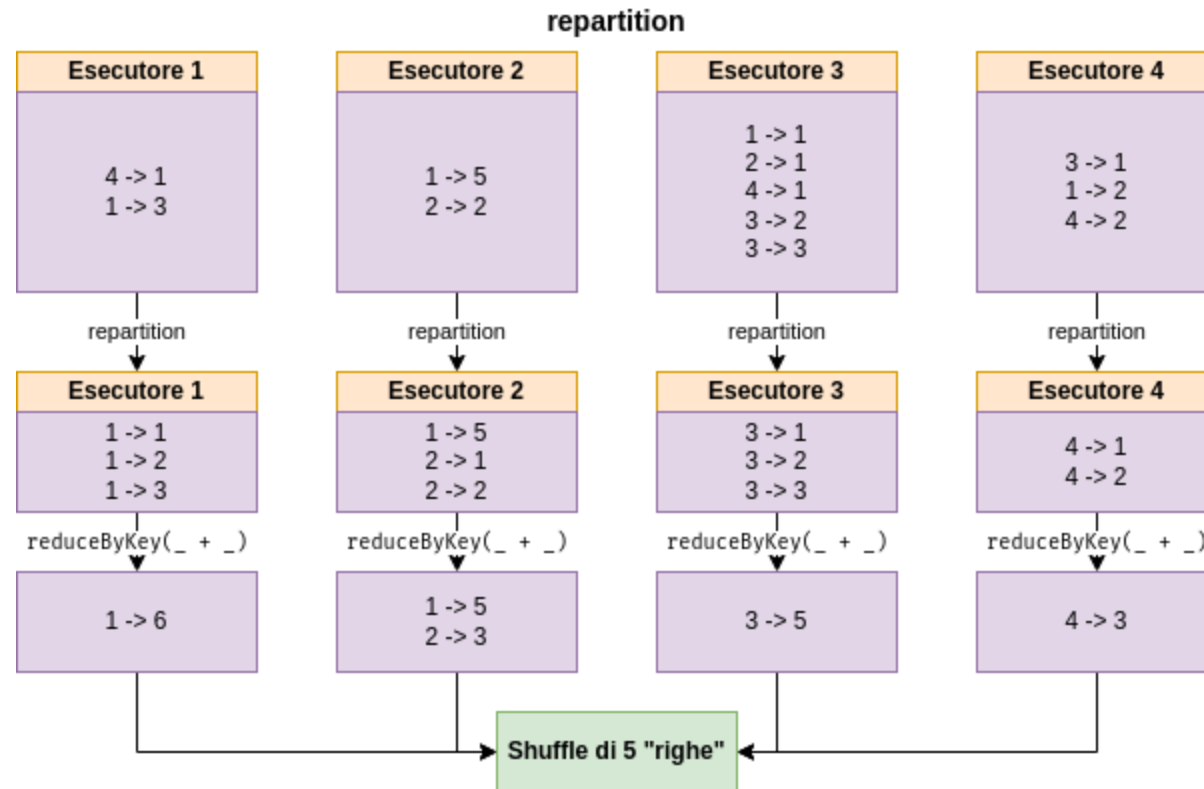 repartition
Esecutore 1
4 -> 1
1 -> 3
Esecutore 2
1 -> 5
2 -> 2
Esecutore 3
1 -> 1
2 -> 1
4 -> 1
3 -> 2
3 -> 3
Esecutore 4
3 -> 1
1 -> 2
4 -> 2
repartition
repartition
repartition
repartition
Esecutore 1
1 -> 1
1 -> 2
1 -> 3
Esecutore 2
1 -> 5
2 -> 1
2 -> 2
Esecutore 3
3 -> 1
3 -> 2
3 -> 3
Esecutore 4
4 -> 1
4 -> 2
reduceByKey(_ + _)
reduceByKey(_ + _)
reduceByKey(_ + _)
reduceByKey(_ + _)
1 -> 6
1 -> 5
2 -> 3
3 -> 5
4 -> 3
Shuffle di 5 "righe"